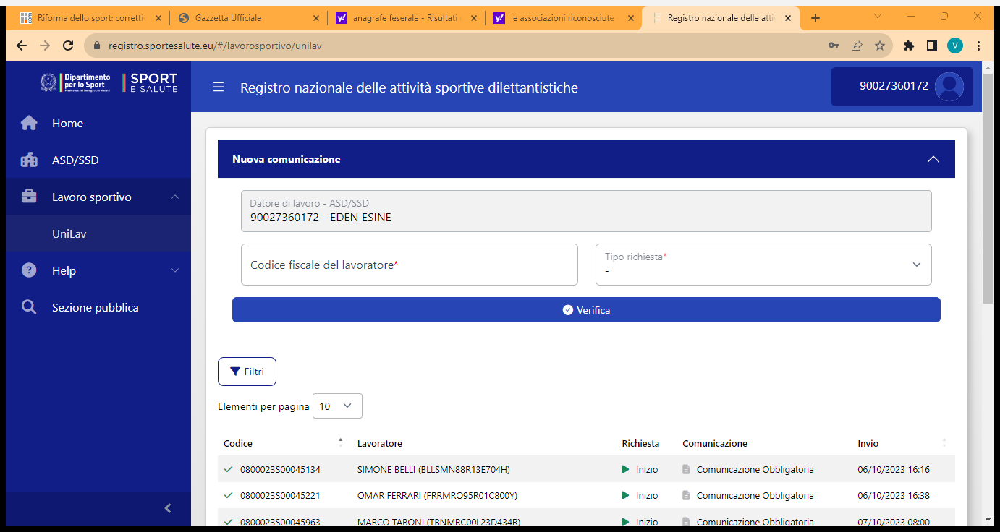 Riforma dello sport: corretti
Gazzetta Ufficiale
anagrafe feserale - Risultati
le associazioni riconosciute
Registro nazionale delle atti
registro.sportesalute.eu/#/lavorosportivo/unilav
V
Dipartimento
per lo Sport
SPORT
E SALUTE
Registro nazionale delle attività sportive dilettantistiche
90027360172
Home
ASD/SSD
Lavoro sportivo
UniLav
Help
Sezione pubblica
Nuova comunicazione
Datore di lavoro - ASD/SSD
90027360172 - EDEN ESINE
Codice fiscale del lavoratore*
Tipo richiesta*
-
Verifica
Filtri
Elementi per pagina 10
Codice Lavoratore Richiesta Comunicazione Invio
0800023S00045134 SIMONE BELLI (BLLSMN88R13E704H) Inizio Comunicazione Obbligatoria 06/10/2023 16:16
0800023S00045221 OMAR FERRARI (FRRMRO95R01C800Y) Inizio Comunicazione Obbligatoria 06/10/2023 16:38
0800023S00045963 MARCO TABONI (TBNMRC00L23D434R) Inizio Comunicazione Obbligatoria 07/10/2023 08:00